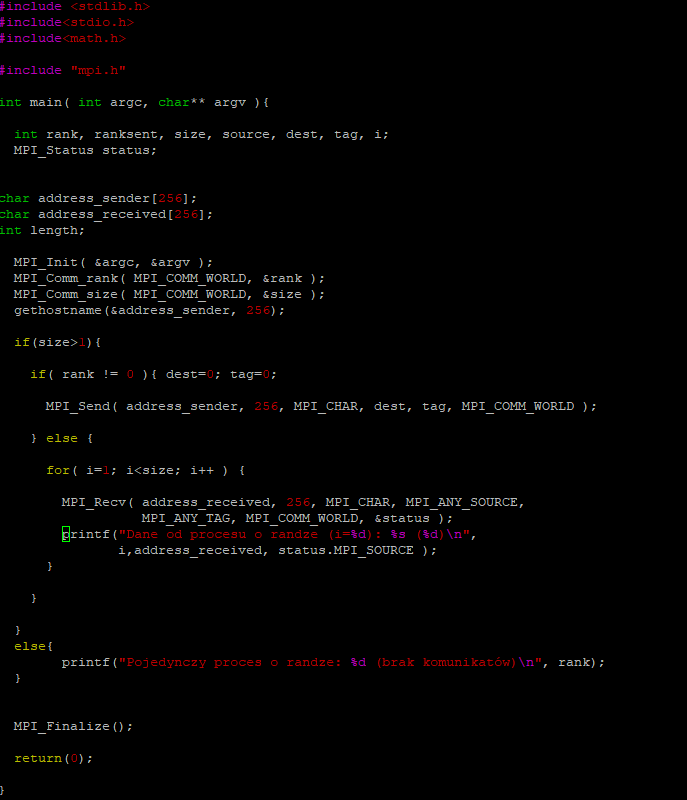 #include <stdlib.h>
#include<stdio.h>
#include<math.h>
#include "mpi.h"
int main( int argc, char** argv ){
int rank, ranksent, size, source, dest, tag, i;
MPI_Status status;
char address_sender[256];
char address_received[256];
int length;
MPI_Init( &argc, &argv );
MPI_Comm_rank( MPI_COMM_WORLD, &rank );
MPI_Comm_size( MPI_COMM_WORLD, &size );
gethostname(&address_sender, 256);
if(size>1){
if( rank != 0 ){ dest=0; tag=0;
MPI_Send( address_sender, 256, MPI_CHAR, dest, tag, MPI_COMM_WORLD );
} else {
for( i=1; i<size; i++ ) {
MPI_Recv( address_received, 256, MPI_CHAR, MPI_ANY_SOURCE,
MPI_ANY_TAG, MPI_COMM_WORLD, &status );
printf("Dane od procesu o randze (i=%d): %s (%d)\n",
i,address_received, status.MPI_SOURCE );
}
}
}
else{
printf("Pojedynczy proces o randze: %d (brak komunikatów)\n", rank);
}
MPI_Finalize();
return(0);
}